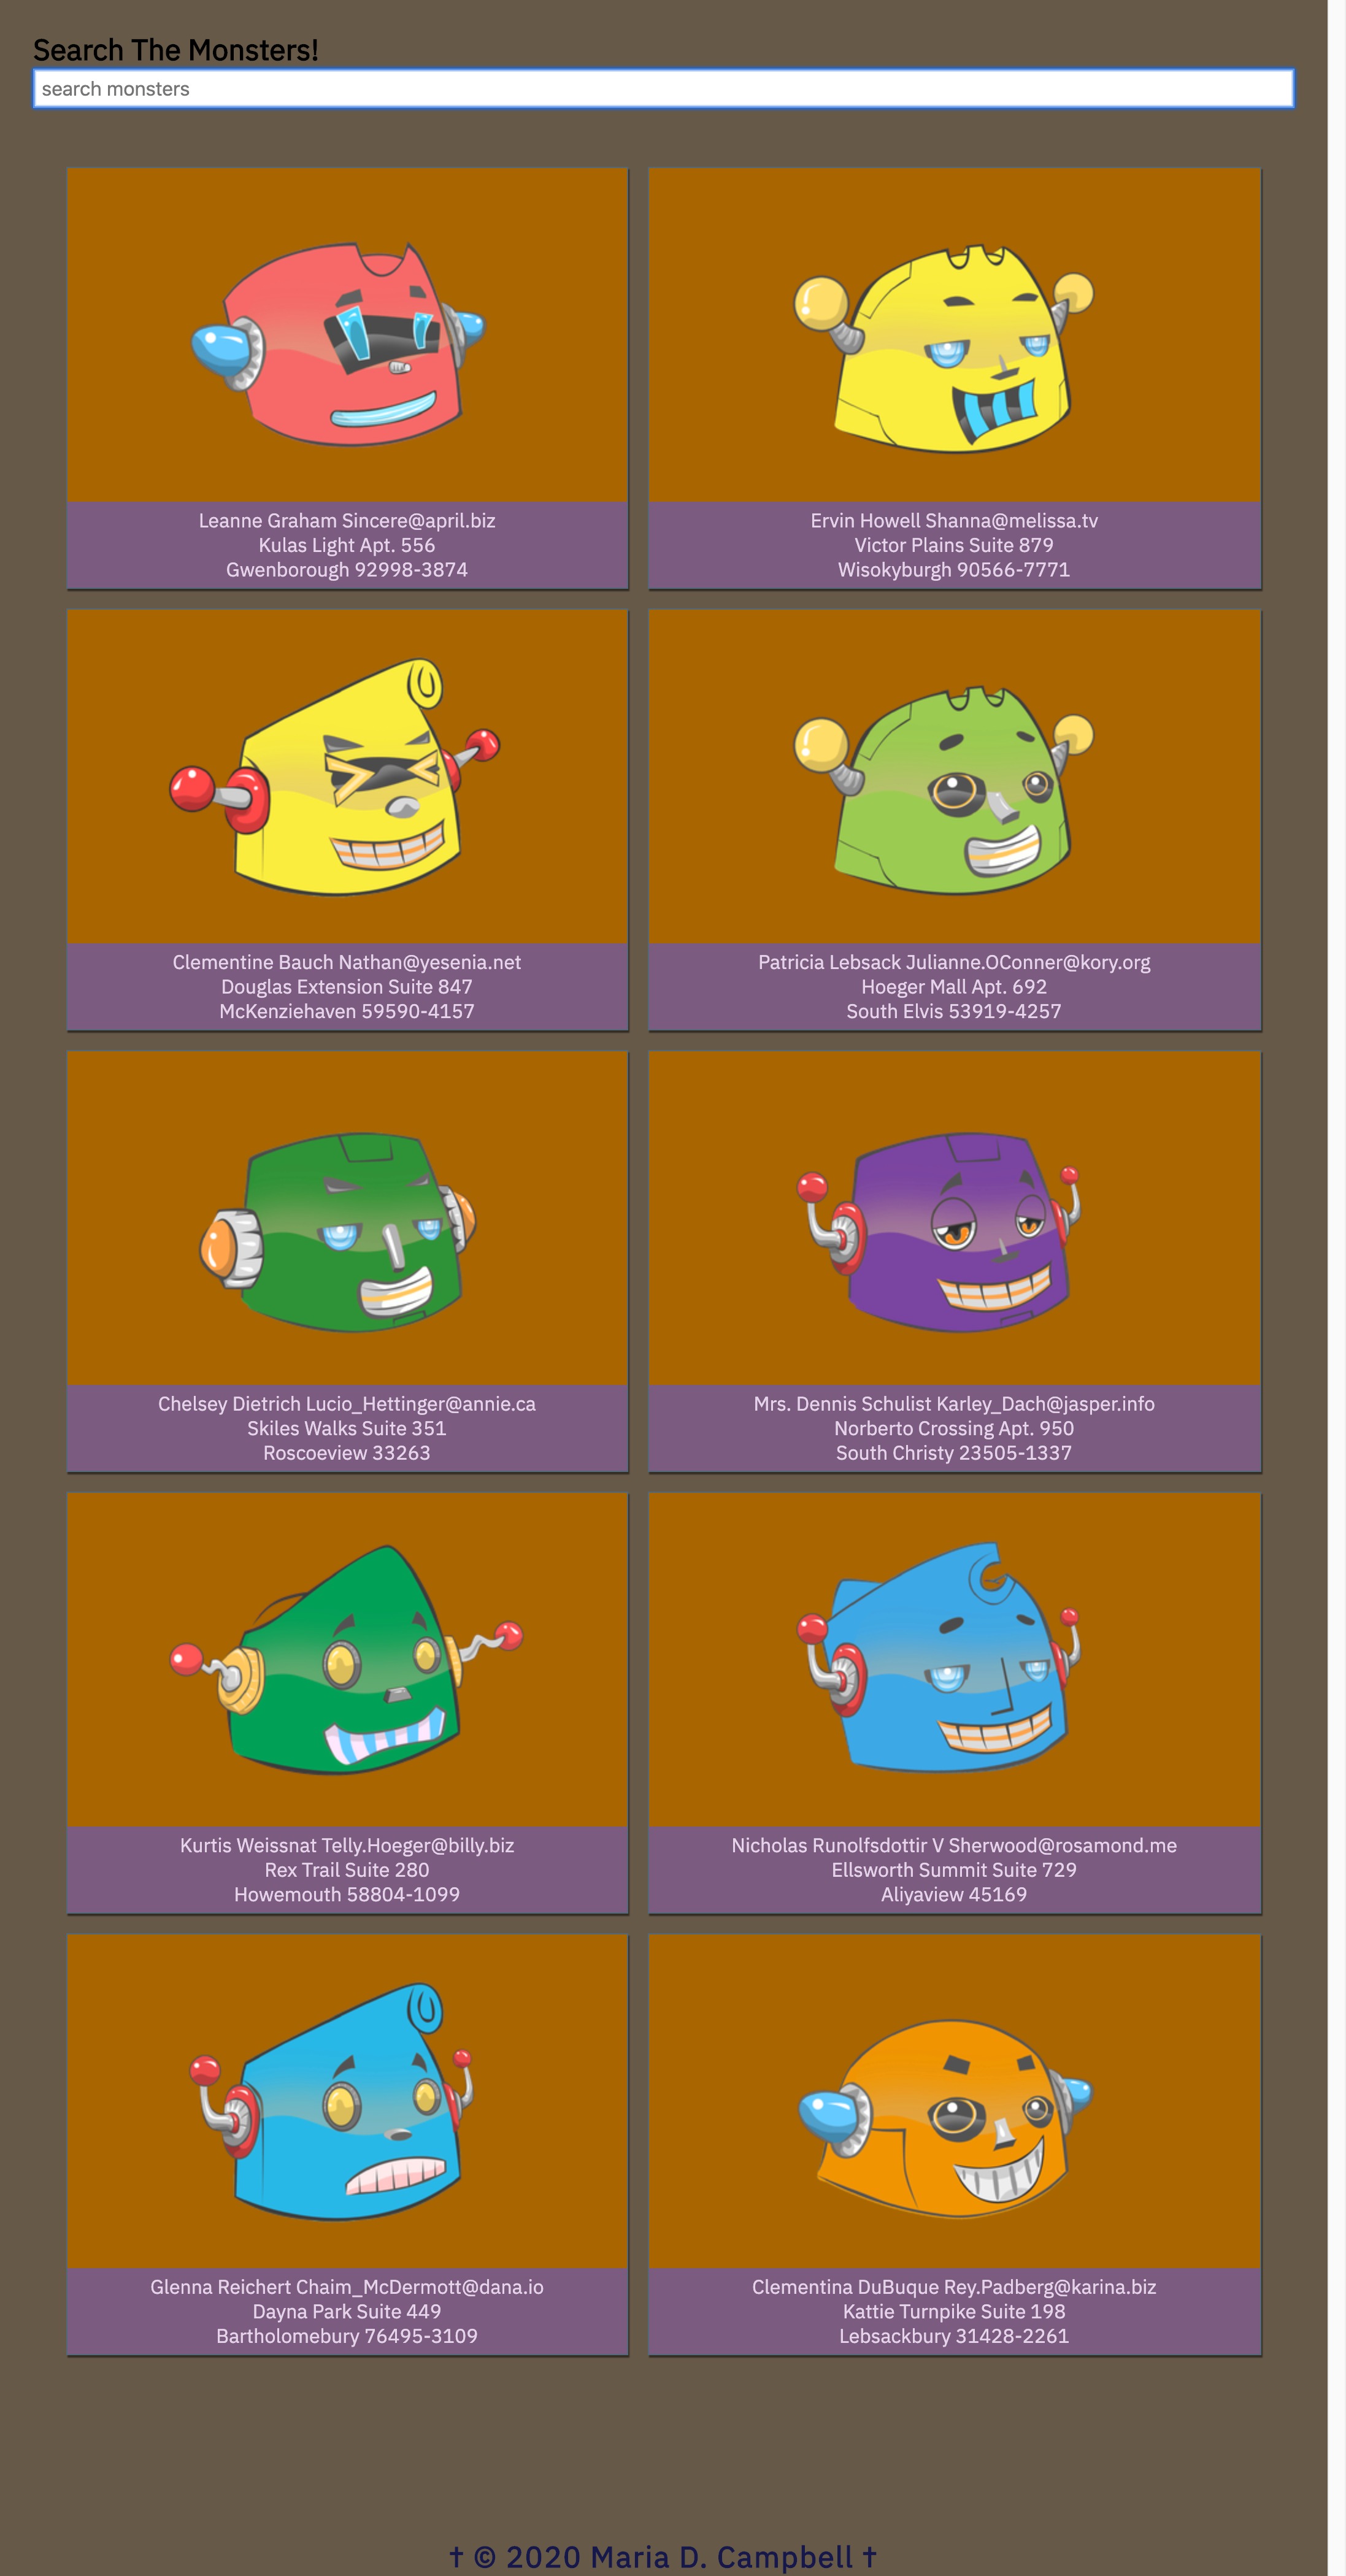 Search The Monsters!
search monsters
Leanne Graham Sincere@april.biz
Kulas Light Apt. 556
Gwenborough 92998-3874
Ervin Howell Shanna@melissa.tv
Victor Plains Suite 879
Wisokyburgh 90566-7771
Clementine Bauch Nathan@yesenia.net
Douglas Extension Suite 847
McKenziehaven 59590-4157
Patricia Lebsack Julianne.OConner@kory.org
Hoeger Mall Apt. 692
South Elvis 53919-4257
Chelsey Dietrich Lucio_Hettinger@annie.ca
Skiles Walks Suite 351
Roscoeview 33263
Mrs. Dennis Schulist Karley_Dach@jasper.info
Norberto Crossing Apt. 950
South Christy 23505-1337
Kurtis Weissnat Telly.Hoeger@billy.biz
Rex Trail Suite 280
Howemouth 58804-1099
Nicholas Runolfsdottir V Sherwood@rosamond.me
Ellsworth Summit Suite 729
Aliyaview 45169
Glenna Reichert Chaim_McDermott@dana.io
Dayna Park Suite 449
Bartholomebury 76495-3109
Clementina DuBuque Rey.Padberg@karina.biz
Kattie Turnpike Suite 198
Lebsackbury 31428-2261
† © 2020 Maria D. Campbell †